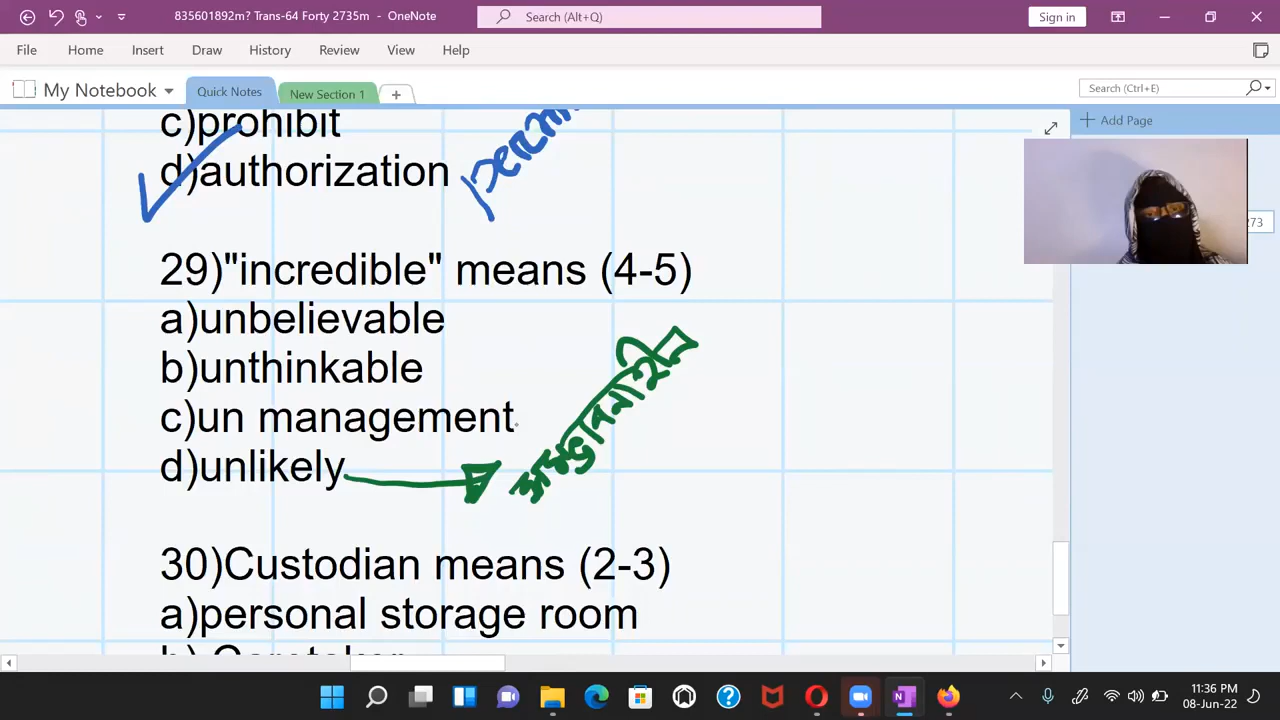 835601892m? Trans-64 Forty 2735m - OneNote
Search (Alt+Q)
Sign in
File Home Insert Draw History Review View Help
My Notebook
Quick Notes
New Section 1
Search (Ctrl+E)
Add Page
273
c)prohibit
d)authorization
29)"incredible" means (4-5)
a)unbelievable
b)unthinkable
c)un management
d)unlikely
30)Custodian means (2-3)
a)personal storage room
b) Caretaker
11:36 PM
08-Jun-22